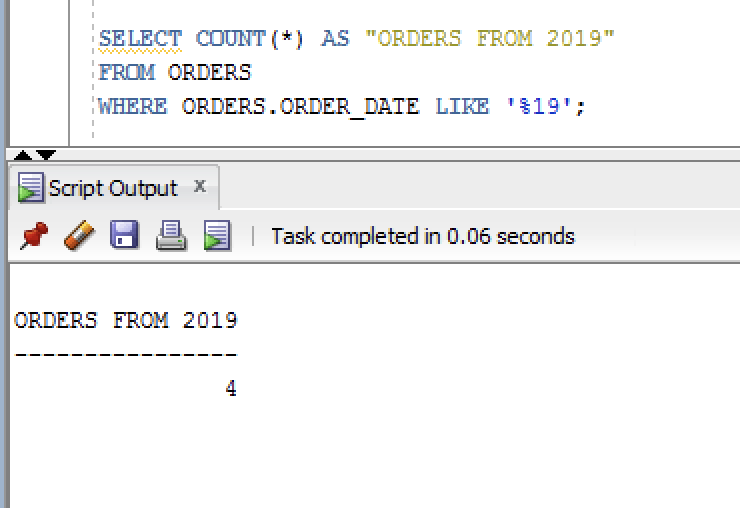 SELECT COUNT(*) AS "ORDERS FROM 2019"
FROM ORDERS
WHERE ORDERS.ORDER_DATE LIKE '%19';
Script Output x
| Task completed in 0.06 seconds
ORDERS FROM 2019
----------------
4